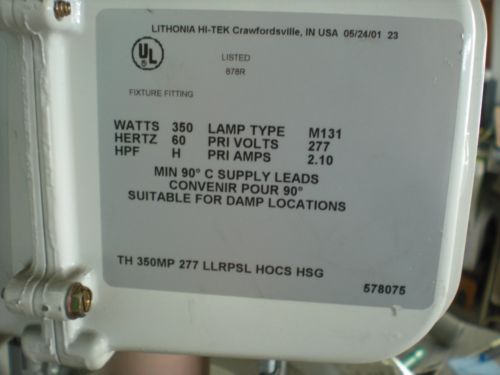 LITHONIA HI-TEK Crawfordsville, IN USA 05/24/01 23
UL
LISTED
878R
FIXTURE FITTING
WATTS 350 LAMP TYPE M131
HERTZ 60 PRI VOLTS 277
HPF H PRI AMPS 2.10
MIN 90° C SUPPLY LEADS
CONVENIR POUR 90°
SUITABLE FOR DAMP LOCATIONS
TH 350MP 277 LLRPSL HOCS HSG
578075